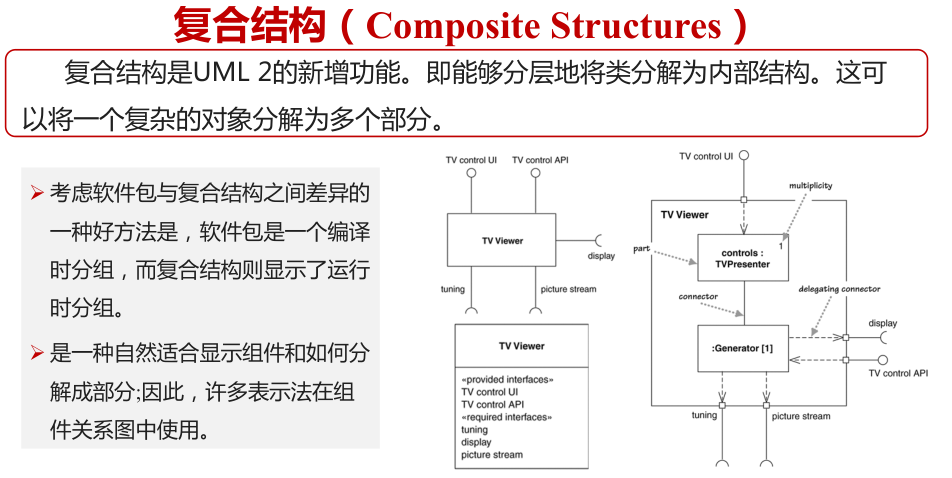 复合结构（Composite Structures）
复合结构是UML 2的新增功能。即能够分层地将类分解为内部结构。这可
以将一个复杂的对象分解为多个部分。
考虑软件包与复合结构之间差异的
一种好方法是，软件包是一个编译
时分组，而复合结构则显示了运行
时分组。
是一种自然适合显示组件和如何分
解成部分;因此，许多表示法在组
件关系图中使用。
TV control UI
TV control API
TV Viewer
display
tuning
picture stream
TV Viewer
«provided interfaces»
TV control UI
TV control API
«required interfaces»
tuning
display
picture stream
TV control UI
multiplicity
TV Viewer
part
1
controls :
TVPresenter
connector
delegating connector
:Generator [1]
display
TV control API
tuning
picture stream